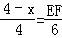 (4 − x)/4 = EF/6